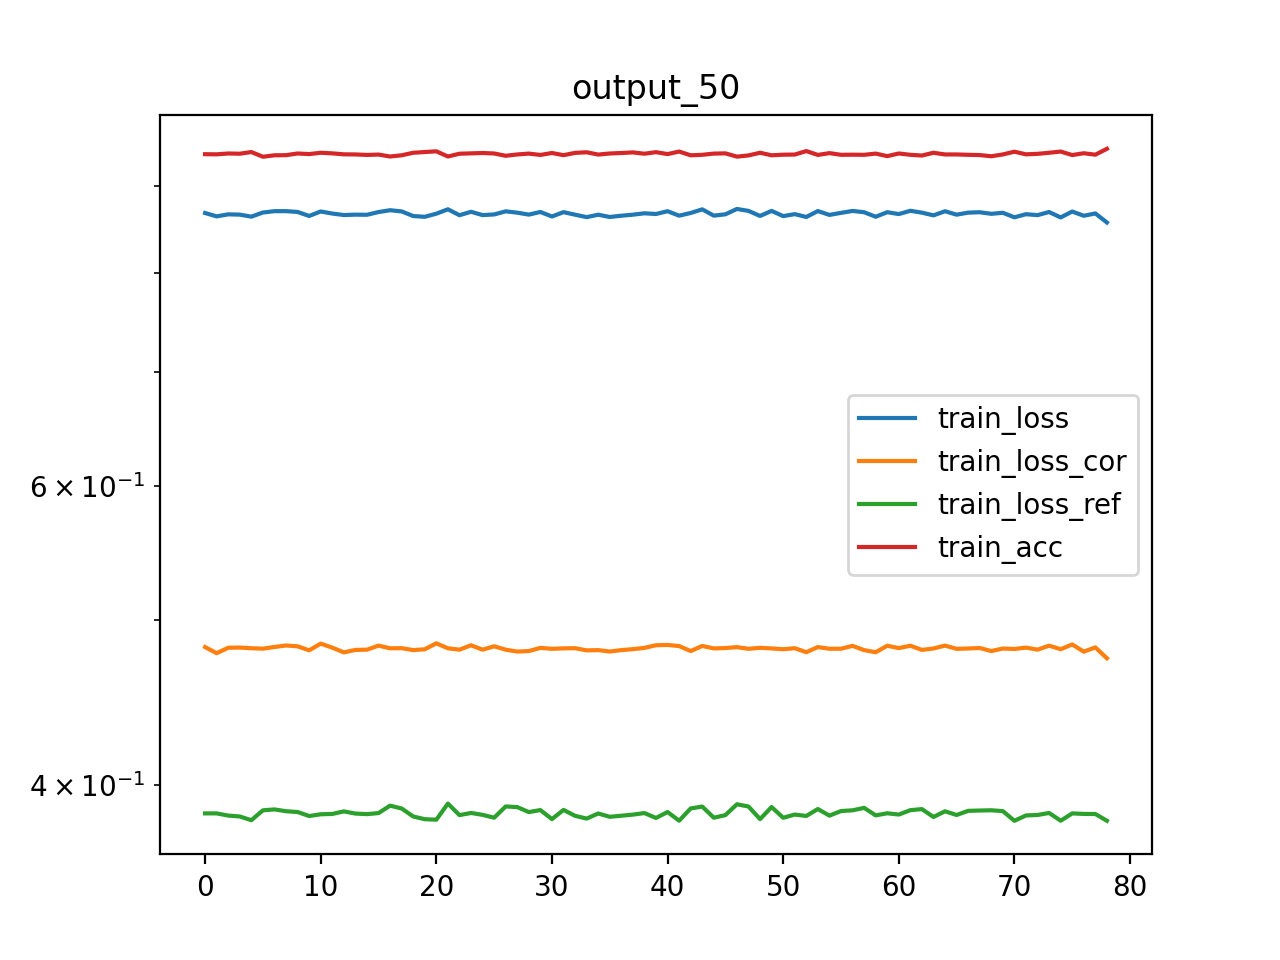 output_50
6 × 10⁻¹
4 × 10⁻¹
train_loss
train_loss_cor
train_loss_ref
train_acc
0 10 20 30 40 50 60 70 80